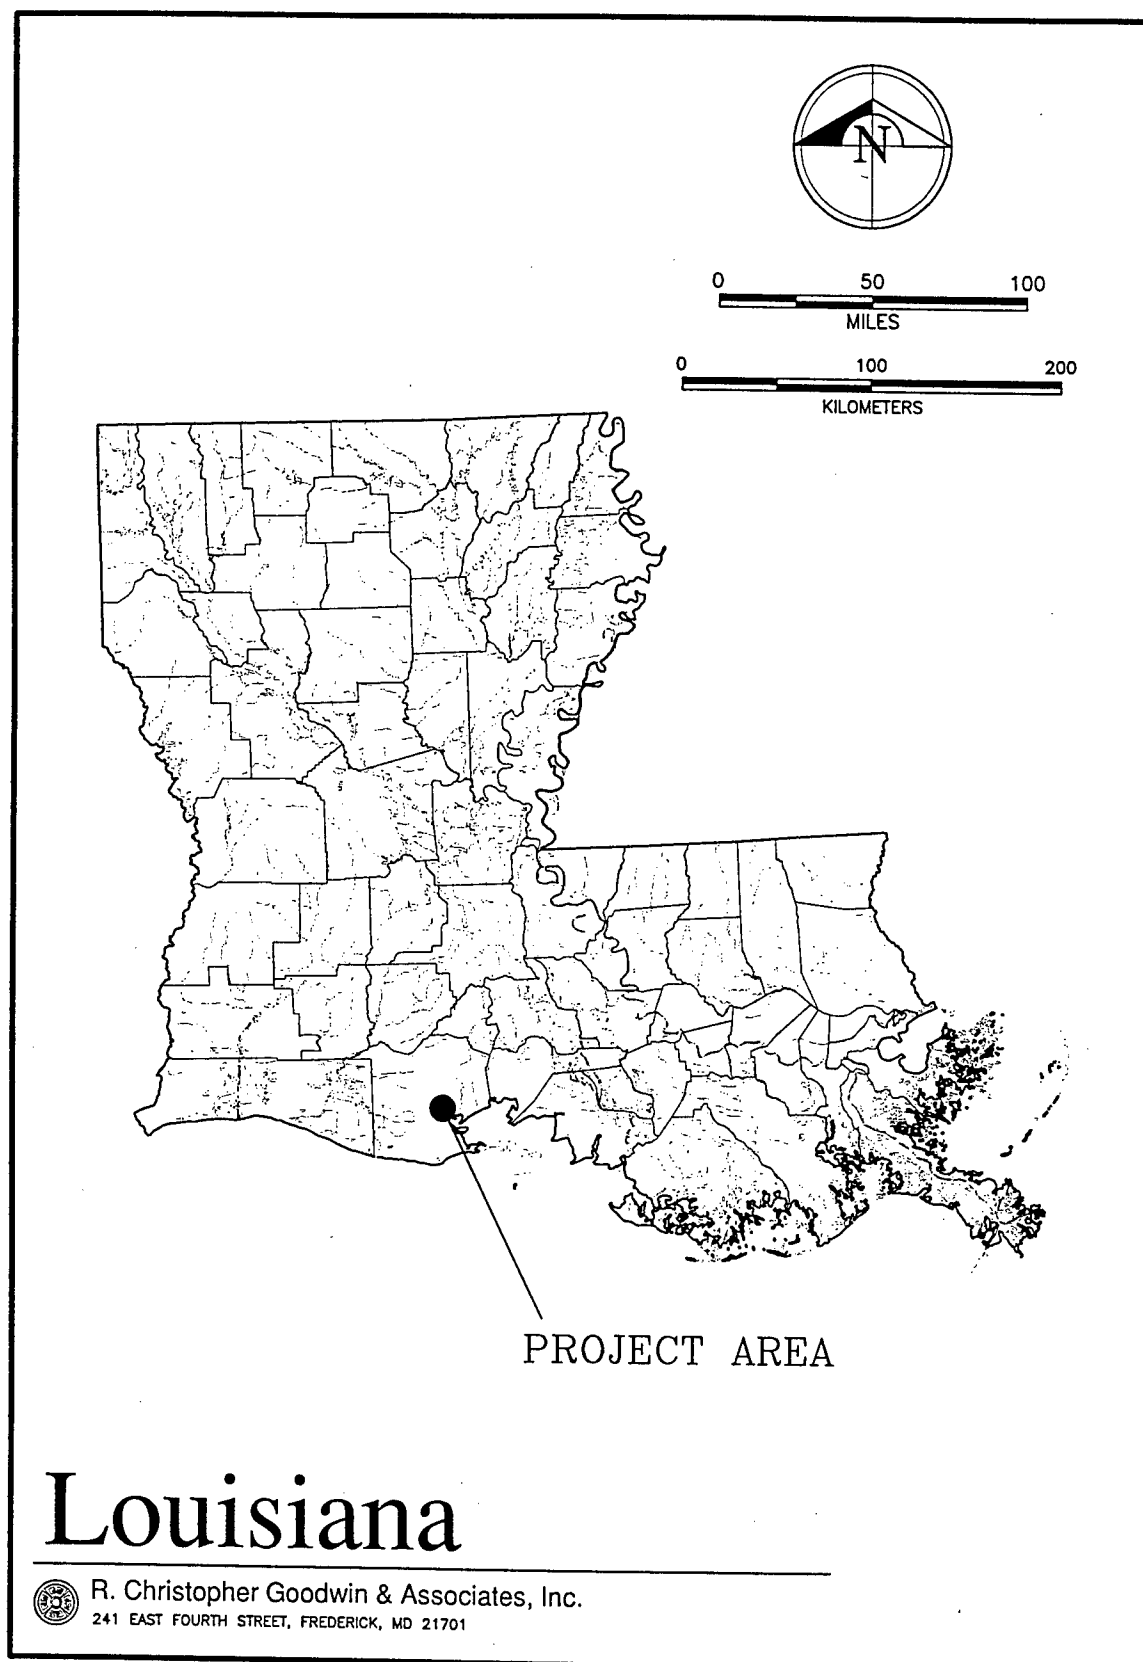 N
0 50 100
MILES
0 100 200
KILOMETERS
PROJECT AREA
Louisiana
R. Christopher Goodwin & Associates, Inc.
241 EAST FOURTH STREET, FREDERICK, MD 21701